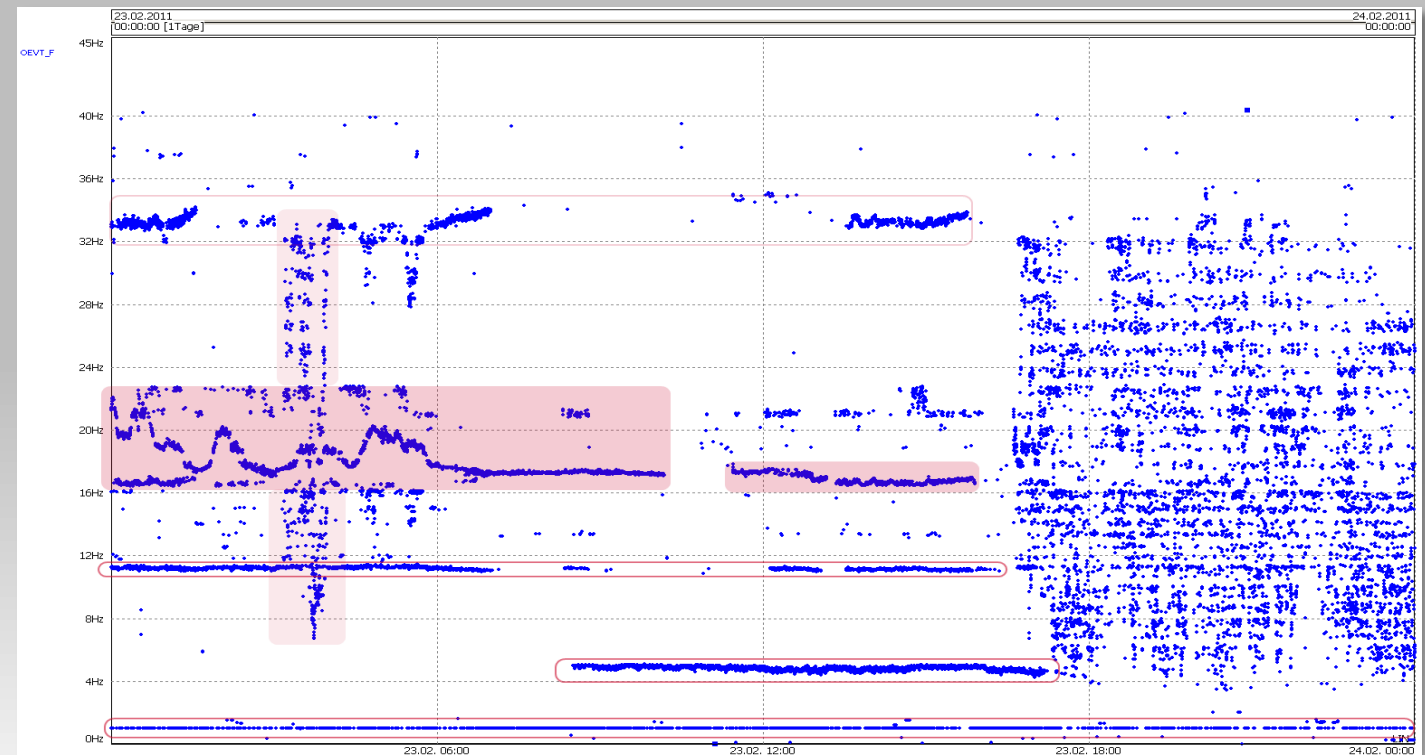 23.02.2011 24.02.2011
00:00:00 [1Tage] 00:00:00
OEVT_F
45Hz
40Hz
36Hz
32Hz
28Hz
24Hz
20Hz
16Hz
12Hz
8Hz
4Hz
0Hz
LIN
23.02. 06:00 23.02. 12:00 23.02. 18:00 24.02. 00:00